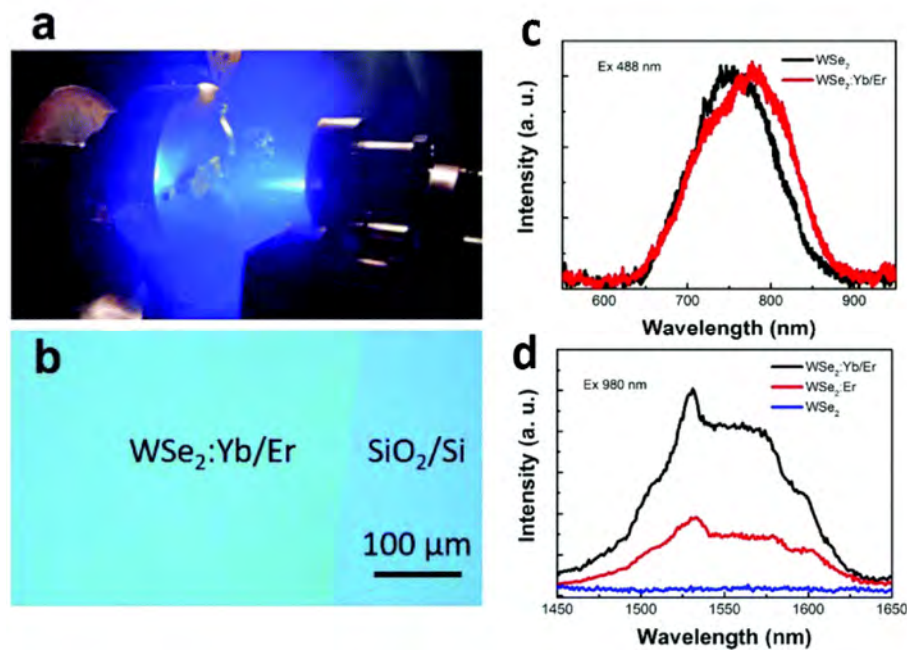 a
b
WSe₂:Yb/Er
SiO₂/Si
100 μm
c
Ex 488 nm
WSe₂
WSe₂:Yb/Er
Intensity (a. u.)
600 700 800 900
Wavelength (nm)
d
Ex 980 nm
WSe₂:Yb/Er
WSe₂:Er
WSe₂
Intensity (a. u.)
1450 1500 1550 1600 1650
Wavelength (nm)